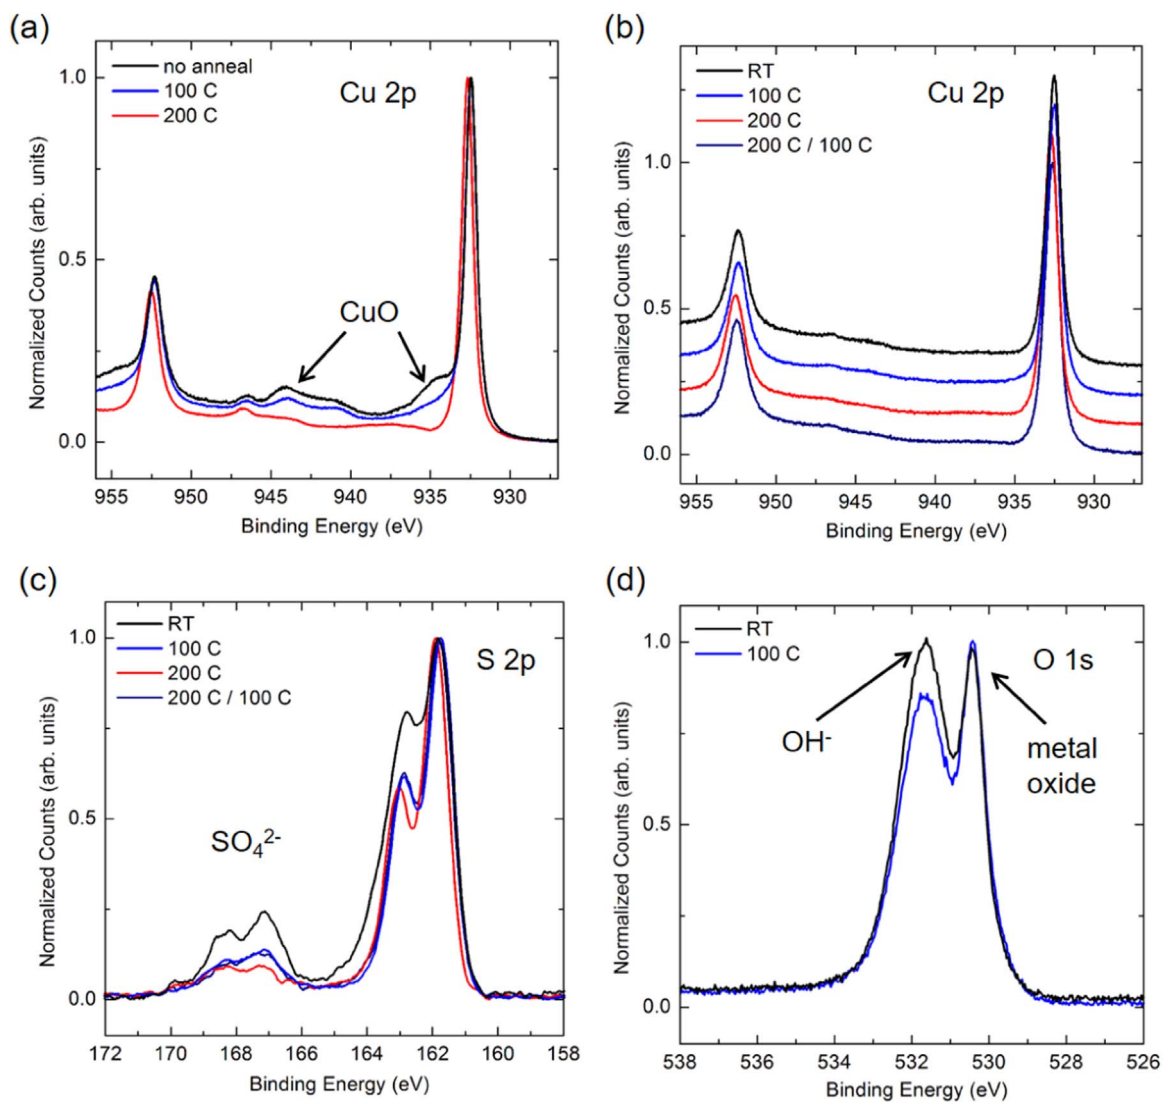 (a)
no anneal
100 C
200 C
Cu 2p
CuO
1.0
0.5
0.0
Normalized Counts (arb. units)
955
950
945
940
935
930
Binding Energy (eV)
(b)
RT
100 C
200 C
200 C / 100 C
Cu 2p
1.0
0.5
0.0
Normalized Counts (arb. units)
955
950
945
940
935
930
Binding Energy (eV)
(c)
RT
100 C
200 C
200 C / 100 C
S 2p
SO₄²⁻
1.0
0.5
0.0
Normalized Counts (arb. units)
172
170
168
166
164
162
160
158
Binding Energy (eV)
(d)
RT
100 C
O 1s
OH⁻
metal
oxide
1.0
0.5
0.0
Normalized Counts (arb. units)
538
536
534
532
530
528
526
Binding Energy (eV)